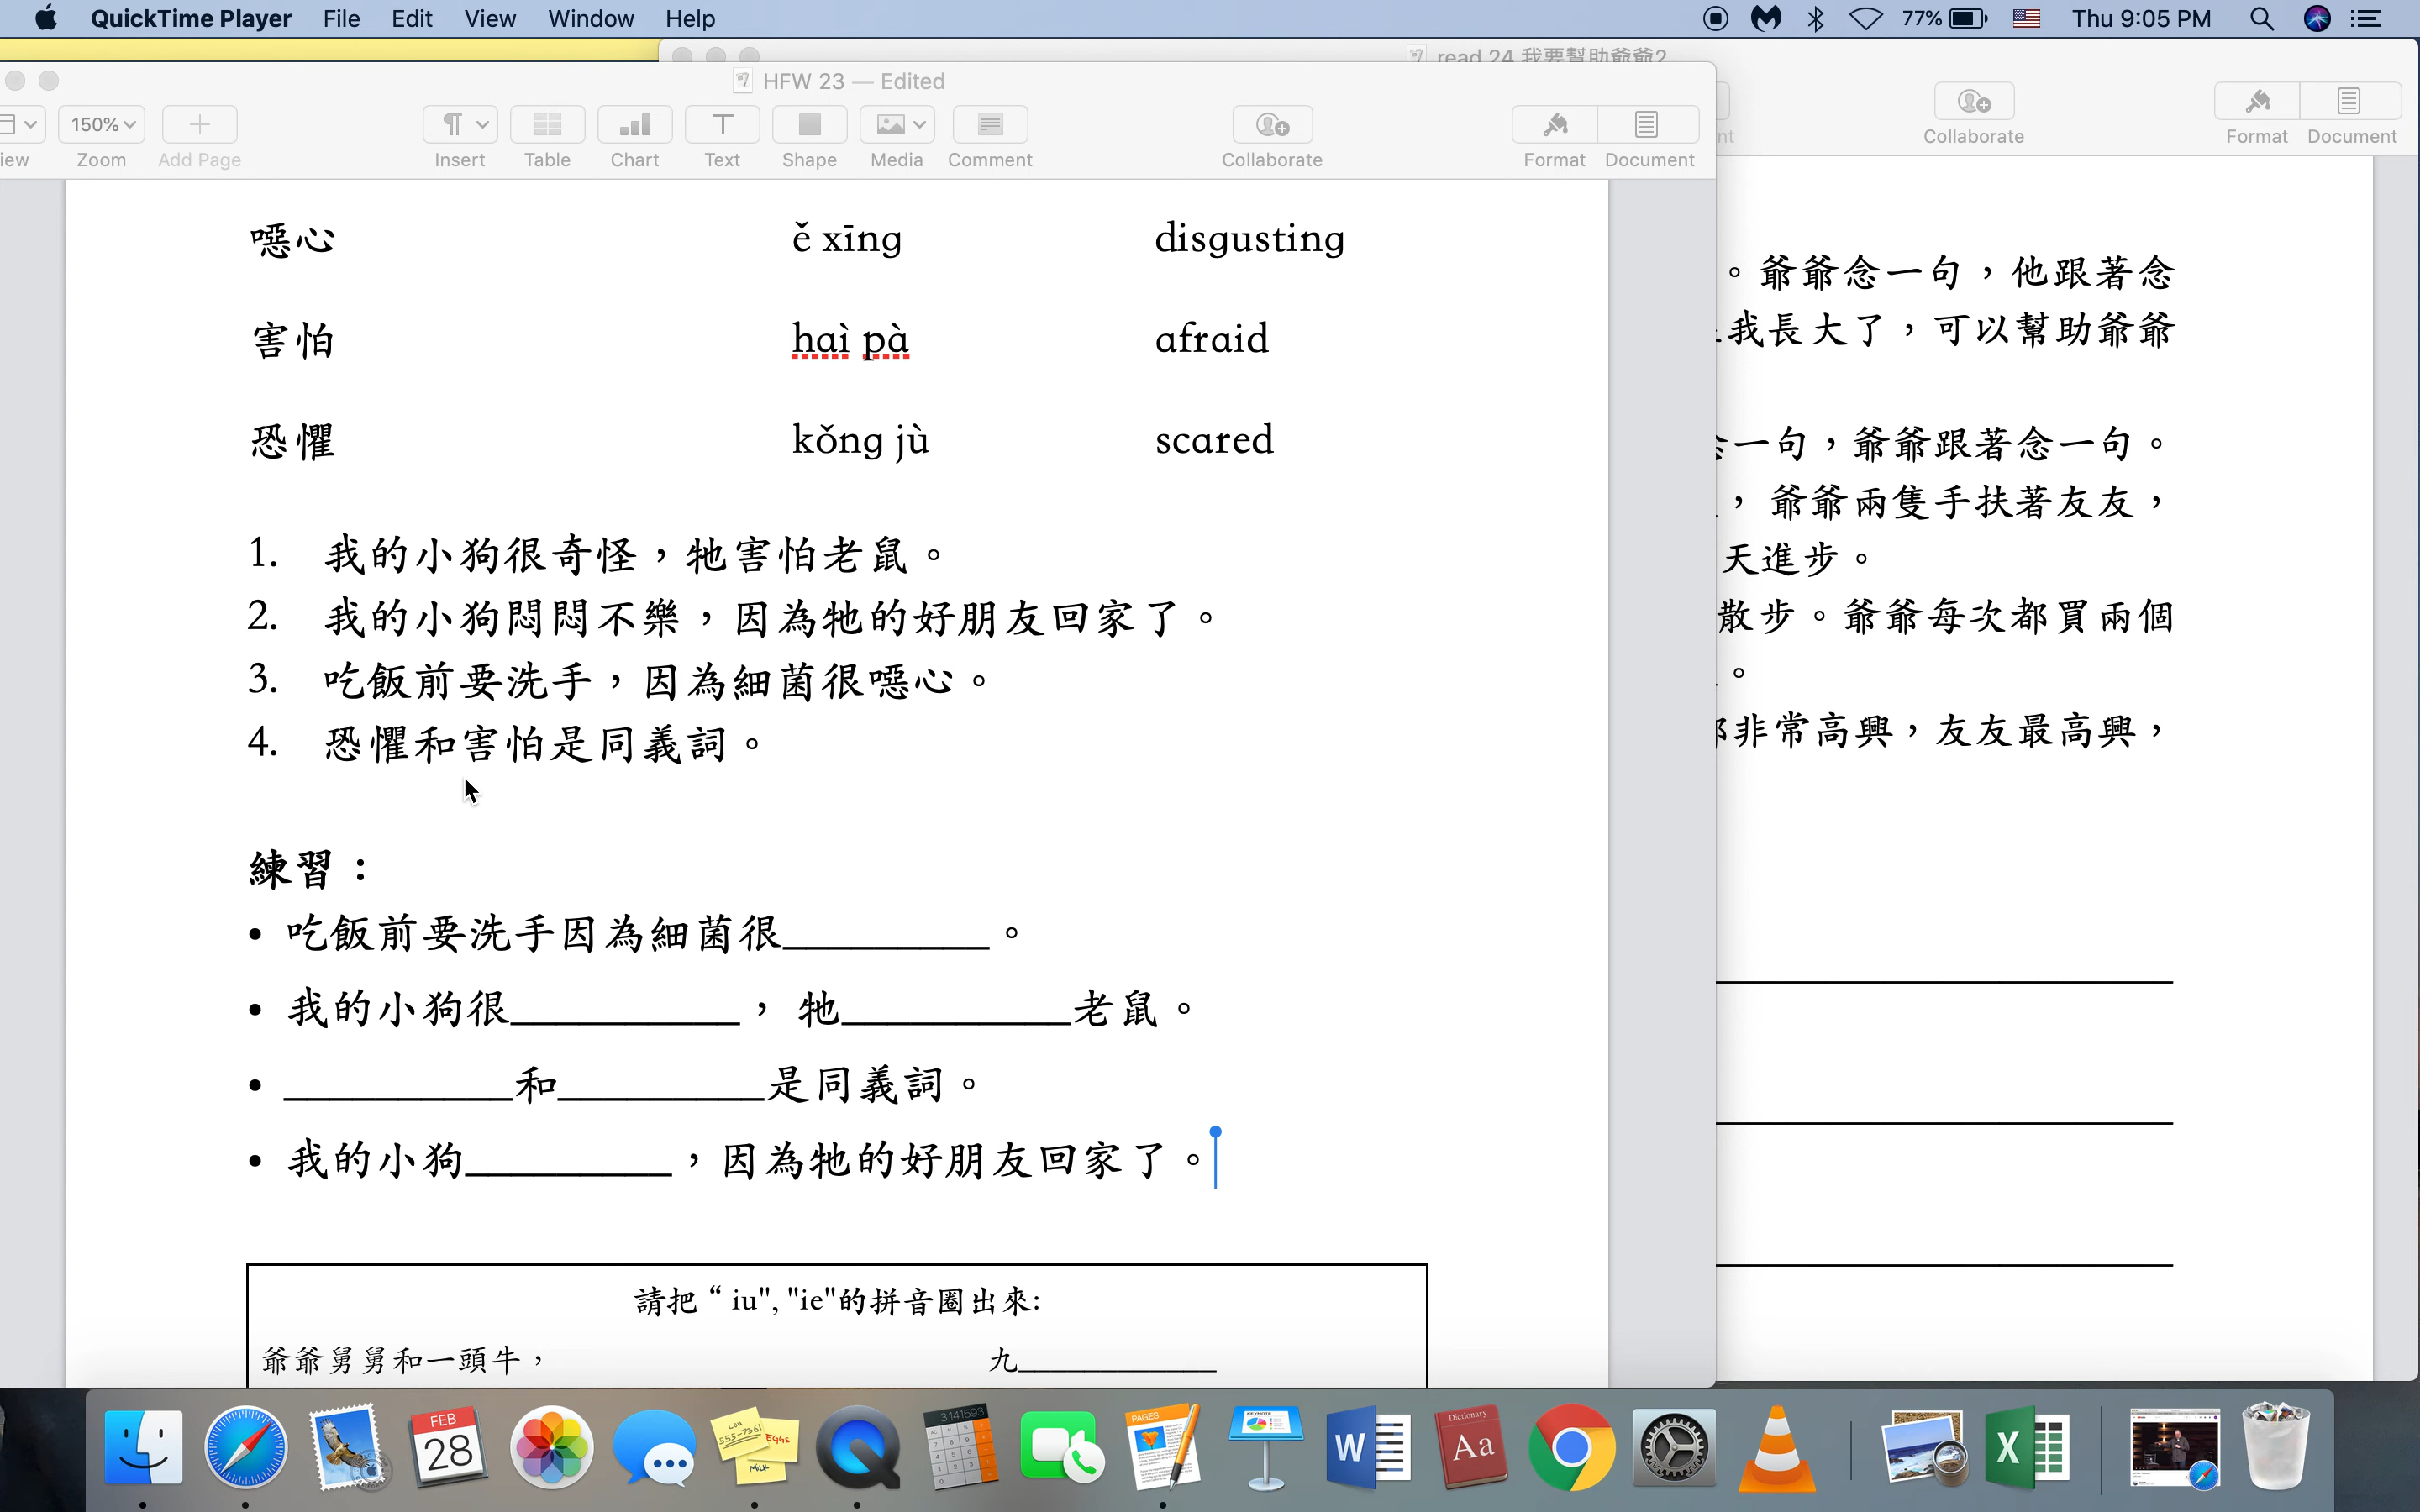 QuickTime Player File Edit View Window Help 77% Thu 9:05 PM
read 24 我要幫助爺爺2
HFW 23 — Edited
150%
iew Zoom Add Page Insert Table Chart Text Shape Media Comment Collaborate Format Document
nt Collaborate Format Document
噁心 ě xīng disgusting
害怕 haì pà afraid
恐懼 kǒng jù scared
1. 我的小狗很奇怪，牠害怕老鼠。
2. 我的小狗悶悶不樂，因為牠的好朋友回家了。
3. 吃飯前要洗手，因為細菌很噁心。
4. 恐懼和害怕是同義詞。
練習：
• 吃飯前要洗手因為細菌很_________。
• 我的小狗很__________， 牠__________老鼠。
• __________和_________是同義詞。
• 我的小狗_________，因為牠的好朋友回家了。
請把 “ iu", "ie"的拼音圈出來:
爺爺舅舅和一頭牛， 九____________
。爺爺念一句，他跟著念
我長大了，可以幫助爺爺
一句，爺爺跟著念一句。
， 爺爺兩隻手扶著友友，
天進步。
散步。爺爺每次都買兩個
。
非常高興，友友最高興，
FEB
28
555-7361
EGGS
MILK
3.141593
PAGES
KEYNOTE
W
Dictionary
Aa
X